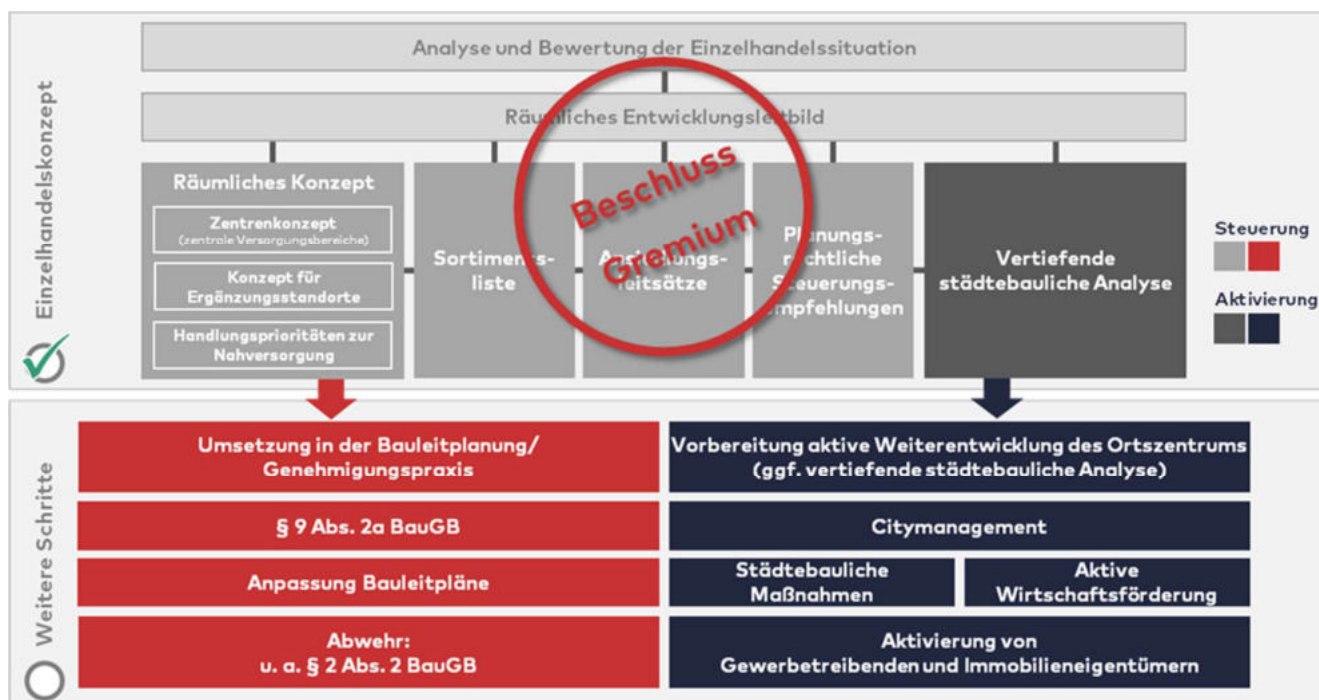 Einzelhandelskonzept
Analyse und Bewertung der Einzelhandelssituation
Räumliches Entwicklungsleitbild
Räumliches Konzept
Zentrenkonzept
(zentrale Versorgungsbereiche)
Konzept für
Ergänzungsstandorte
Handlungsprioritäten zur
Nahversorgung
Sortiments-
liste
Ansiedlungs-
leitsätze
Planungs-
rechtliche
Steuerungs-
empfehlungen
Vertiefende
städtebauliche Analyse
Beschluss
Gremium
Steuerung
Aktivierung
Weitere Schritte
Umsetzung in der Bauleitplanung/
Genehmigungspraxis
§ 9 Abs. 2a BauGB
Anpassung Bauleitpläne
Abwehr:
u. a. § 2 Abs. 2 BauGB
Vorbereitung aktive Weiterentwicklung des Ortszentrums
(ggf. vertiefende städtebauliche Analyse)
Citymanagement
Städtebauliche
Maßnahmen
Aktive
Wirtschaftsförderung
Aktivierung von
Gewerbetreibenden und Immobilieneigentümern